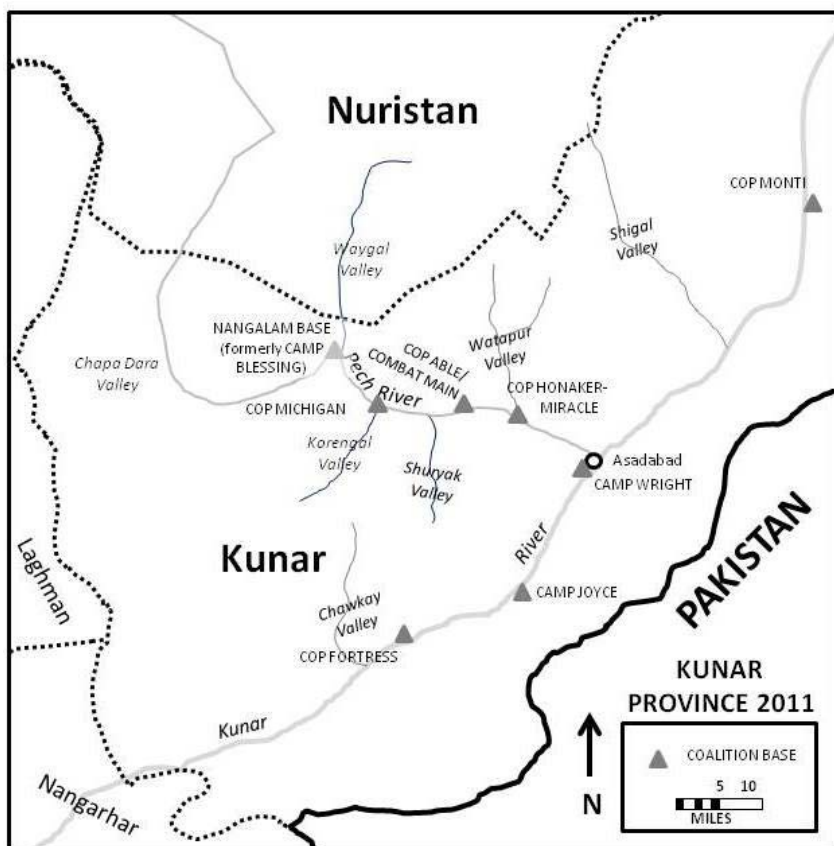 Nuristan
COP MONTI
Shigal
Valley
Waygal
Valley
NANGALAM BASE
(formerly CAMP
BLESSING)
Chapa Dara
Valley
Pech River
COP ABLE/
COMBAT MAIN
Watapur
Valley
COP HONAKER-
MIRACLE
COP MICHIGAN
Korengal
Valley
Shuryak
Valley
Asadabad
CAMP WRIGHT
Laghman
Kunar
River
PAKISTAN
Chawkay
Valley
CAMP JOYCE
COP FORTRESS
Kunar
Nangarhar
KUNAR
PROVINCE 2011
COALITION BASE
5 10
MILES
N